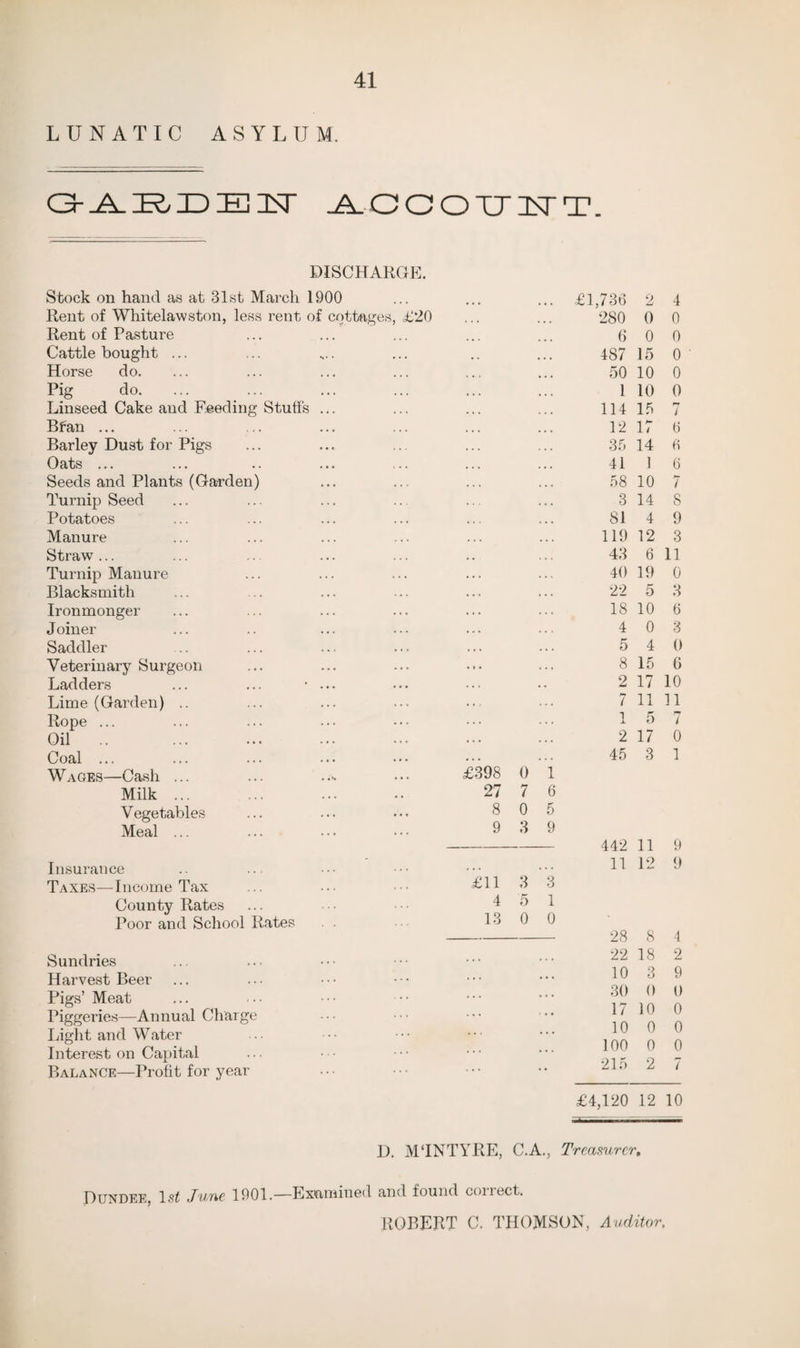 41
LUNATIC ASYLUM.
GARDEN ACCOUNT.
DISCHARGE.
Stock on hand as at 31st March 1900 ... ... ... £1,736 2 4
Rent of Whitelawston, less rent of cottages, £20 ... ... 280 0 0
Rent of Pasture ... ... ... ... ... 6 0 0
Cattle bought ... ... ... ... ... ... 487 15 0
Horse do. ... ... ... ... ... ... 50 10 0
Pig do. ... ... ... ... ... ... 1 10 0
Linseed Cake and Feeding Stuffs ... ... ... ... 114 15 7
Bran ... ... ... ... ... ... ... 12 17 6
Barley Dust for Pigs ... ... ... ... ... 35 14 6
Oats ... ... ... ... ... ... ... 41 1 6
Seeds and Plants (Garden) ... ... ... ... 58 10 7
Turnip Seed ... ... ... ... ... ... 3 14 8
Potatoes ... ... ... ... ... ... 81 4 9
Manure ... ... ... ... ... ... 119 12 3
Straw ... ... ... ... ... ... ... 43 6 11
Turnip Manure ... ... ... ... ... 40 19 0
Blacksmith ... ... ... ... ... ... 22 5 3
Ironmonger ... ... ... ... ... ... 18 10 6
Joiner ... ... ... ... ... ... 4 0 3
Saddler ... ... ... ... ... ... 5 4 0
Veterinary Surgeon ... ... ... ... ... 8 15 6
Ladders ... ... ... ... ... ... 2 17 10
Lime (Garden) ... ... ... ... ... ... 7 11 11
Rope ... ... ... ... ... ... ... 1 5 7
Oil ... ... ... ... ... ... ... 2 17 0
Coal ... ... ... ... ... ... ... 45 3 1
WAGES—Cash ... ... ... ... £398 0 1
Milk ... ... ... ... 27 7 6
Vegetables ... ... ... 8 0 5
Meal ... ... ... ... 9 3 9
442 11 9
Insurance ... ... ... ... ... ... 11 12 9
TAXES—Income Tax ... ... ... £11 3 3
County Rates ... ... ... 4 5 1
Poor and School Rates ... ... 13 0 0
28 8 4
Sundries ... ... ... ... ... ... 22 18 2
Harvest Beer ... ... ... ... ... ... 10 3 9
Pigs' Meat ... ... ... ... ... ... 30 0 0
Piggeries—Annual Charge ... ... ... ... 17 10 0
Light and Water ... ... ... ... ... 10 0 0
Interest on Capital ... ... ... ... ... 100 0 0
BALANCE—Profit for year ... ... ... ... 215 2 7
£4,120 12 10
D. M'INTYRE, C.A., Treasurer.
DUNDEE, 1st June 1901.—Examined and found correct.
ROBERT C. THOMSON, Auditor.